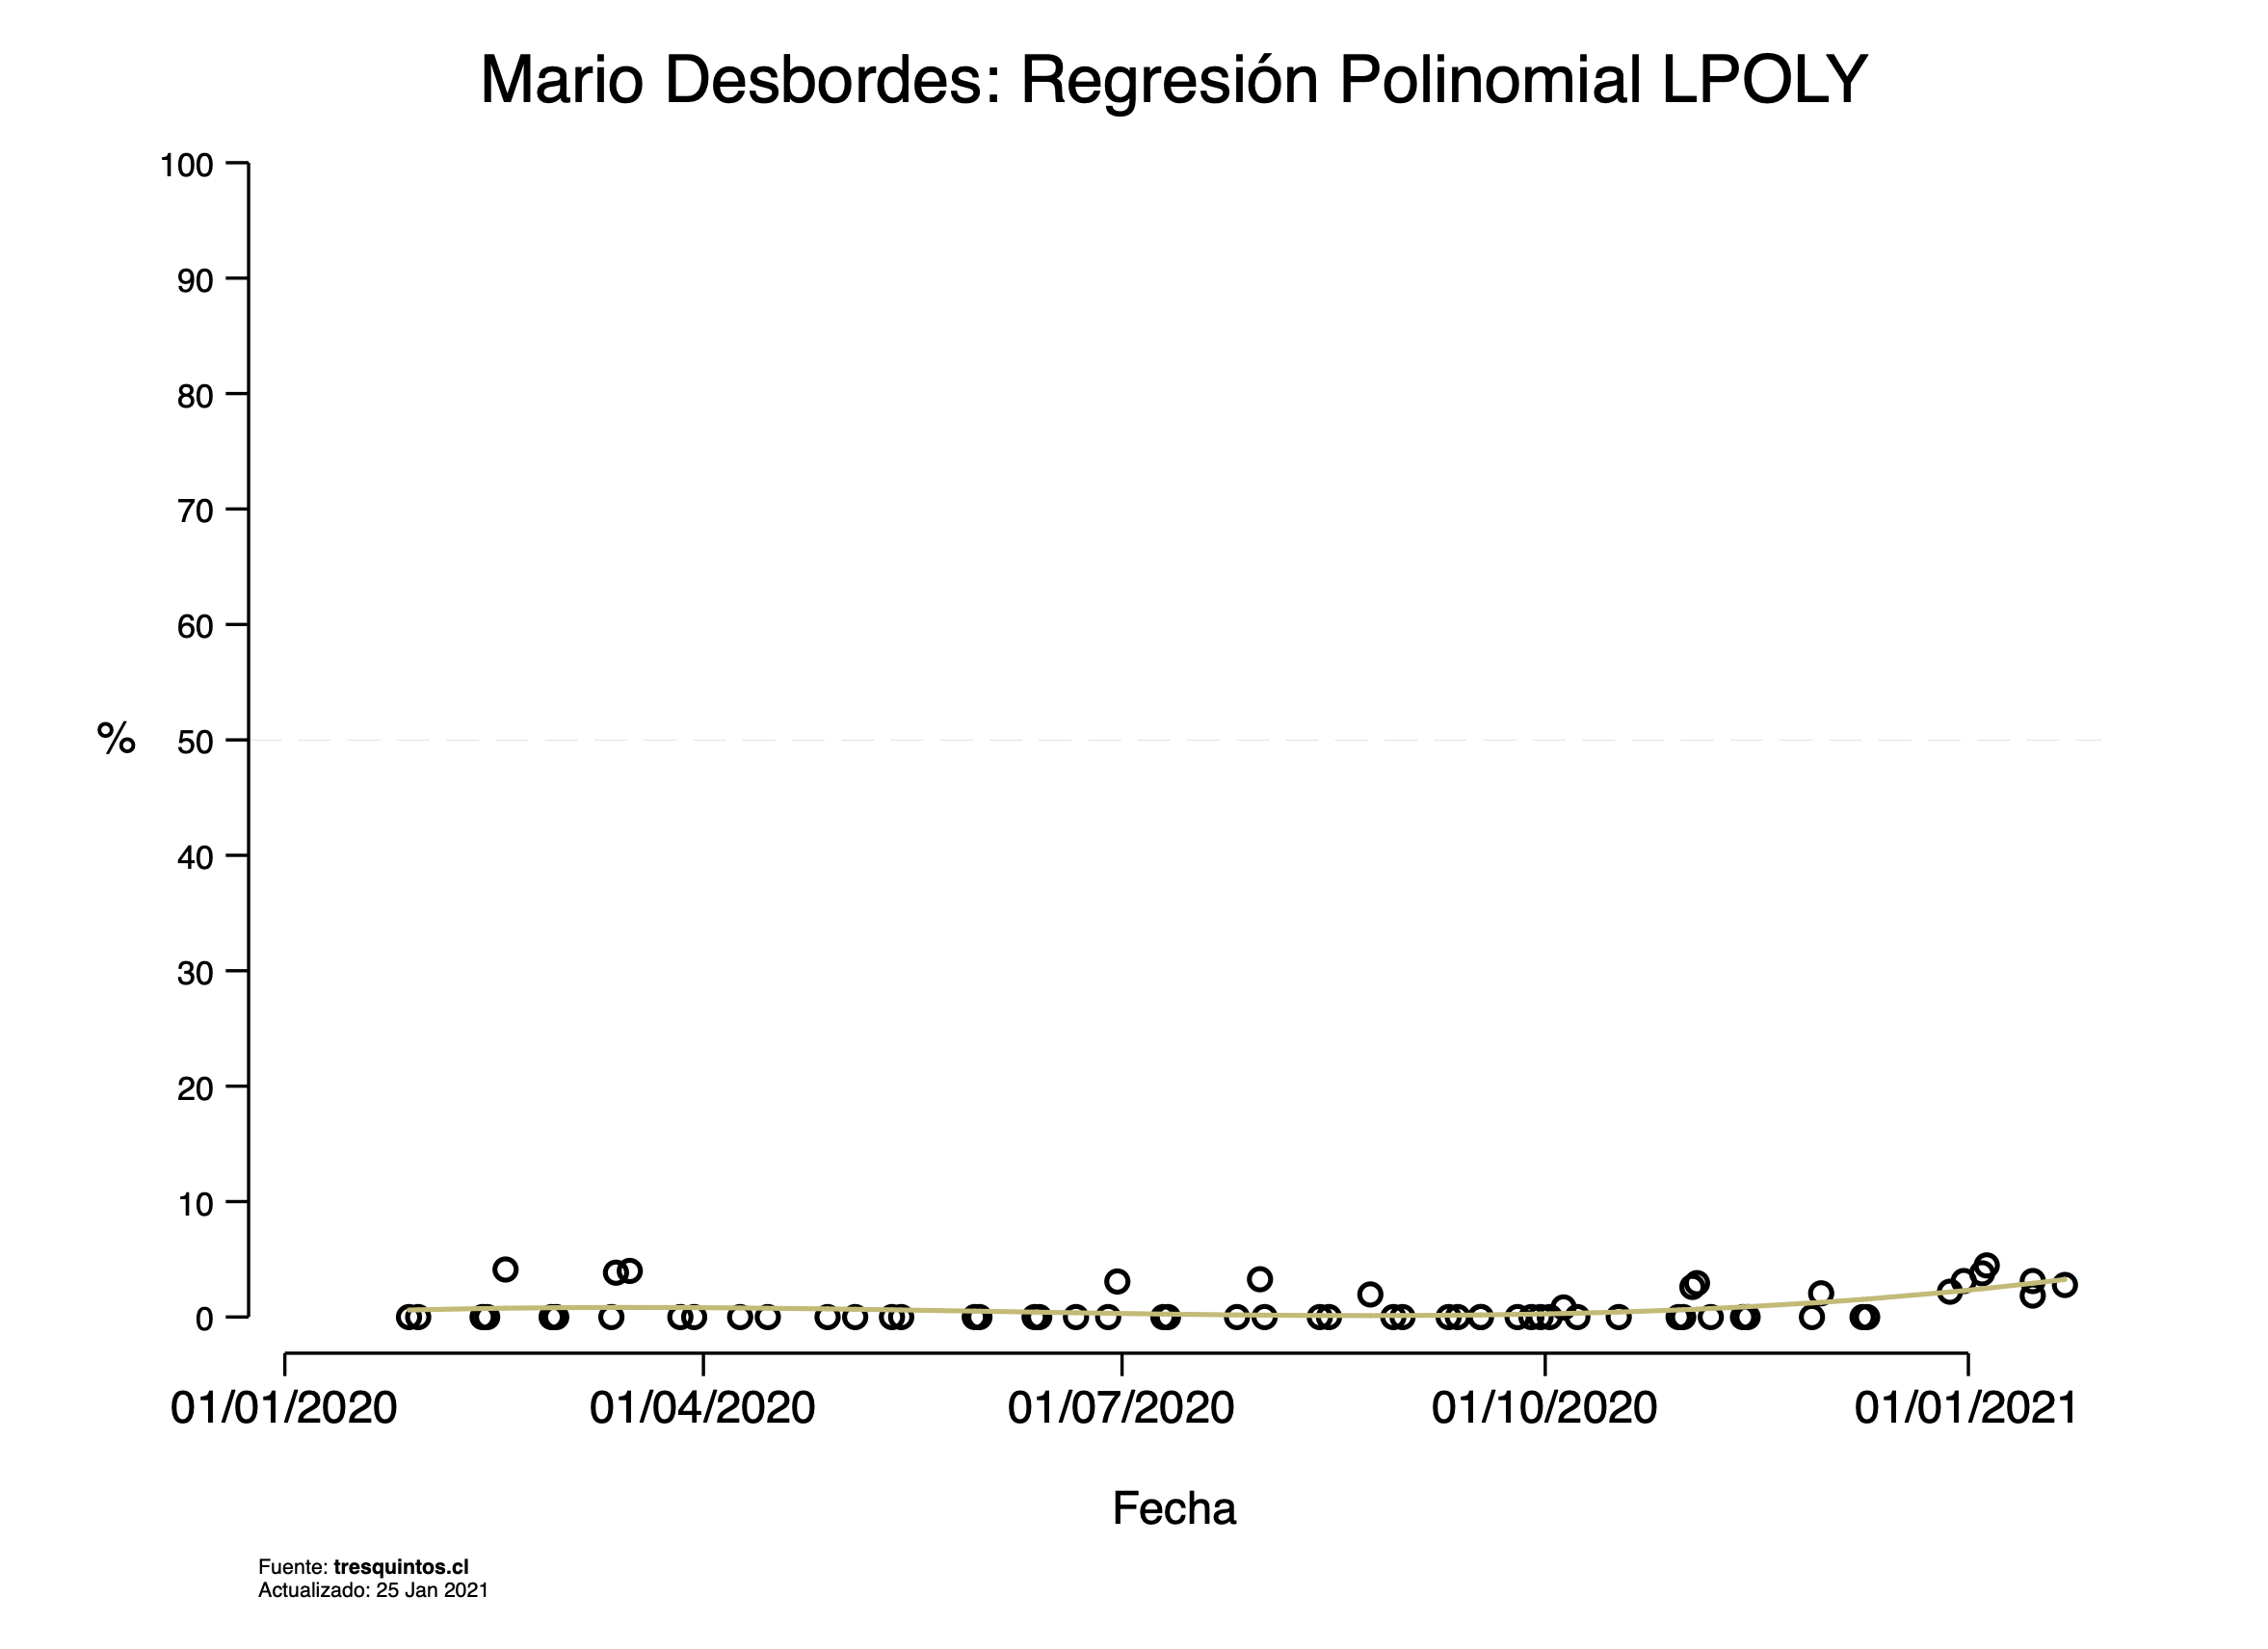 Mario Desbordes: Regresión Polinomial LPOLY
100
90
80
70
60
% 50
40
30
20
10
0
01/01/2020 01/04/2020 01/07/2020 01/10/2020 01/01/2021
Fecha
Fuente: tresquintos.cl
Actualizado: 25 Jan 2021